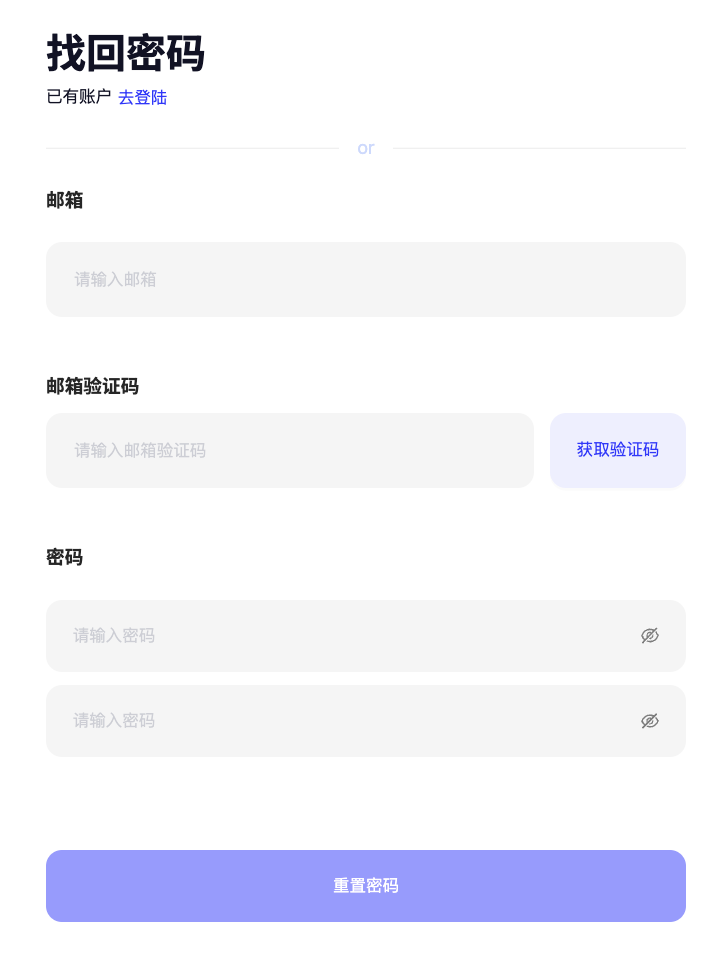 找回密码
已有账户 去登陆
or
邮箱
请输入邮箱
邮箱验证码
请输入邮箱验证码
获取验证码
密码
请输入密码
请输入密码
重置密码